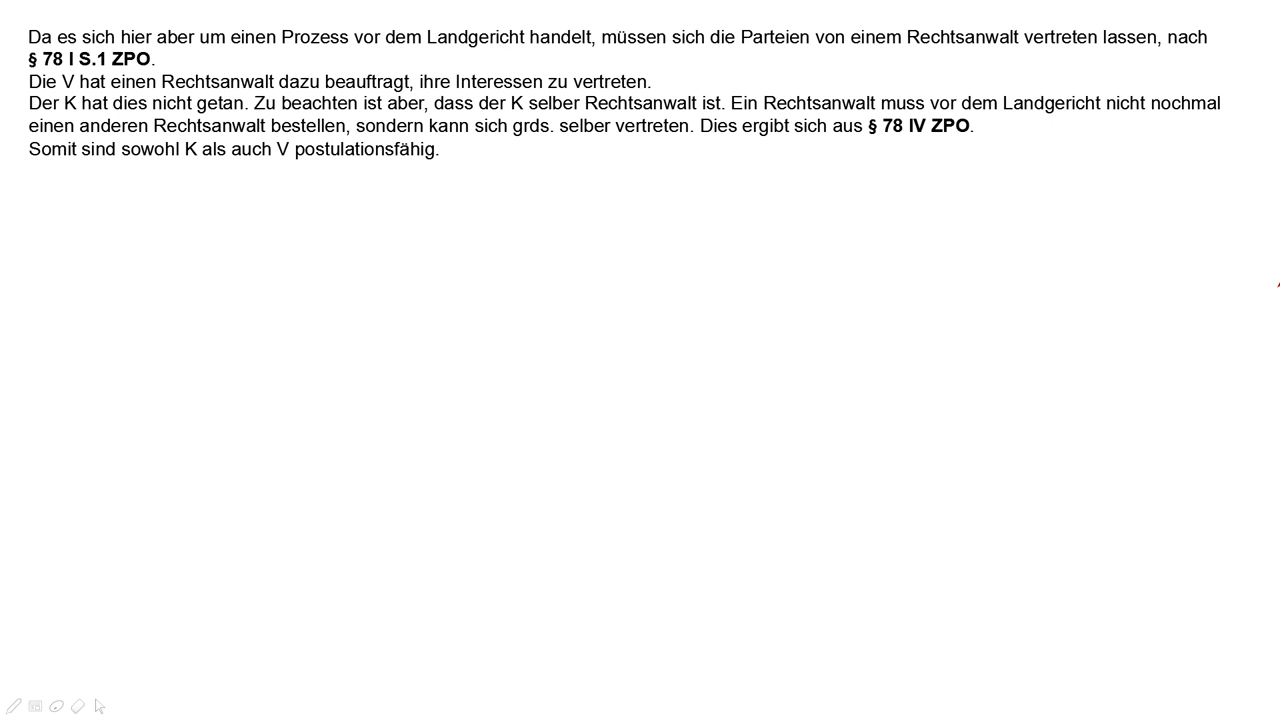 Da es sich hier aber um einen Prozess vor dem Landgericht handelt, müssen sich die Parteien von einem Rechtsanwalt vertreten lassen, nach
§ 78 I S.1 ZPO.
Die V hat einen Rechtsanwalt dazu beauftragt, ihre Interessen zu vertreten.
Der K hat dies nicht getan. Zu beachten ist aber, dass der K selber Rechtsanwalt ist. Ein Rechtsanwalt muss vor dem Landgericht nicht nochmal
einen anderen Rechtsanwalt bestellen, sondern kann sich grds. selber vertreten. Dies ergibt sich aus § 78 IV ZPO.
Somit sind sowohl K als auch V postulationsfähig.